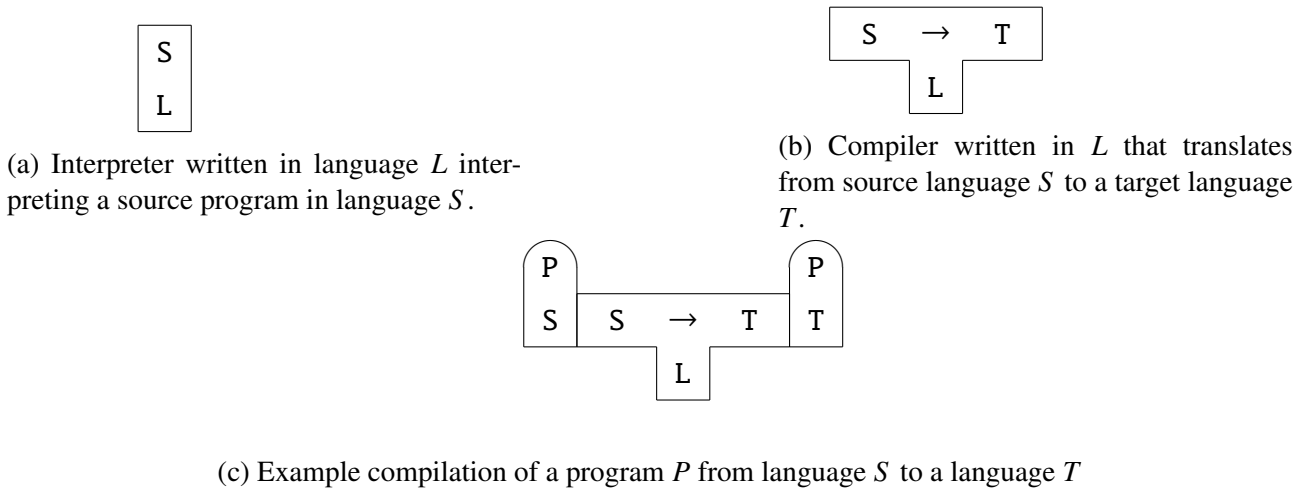 S
L
(a) Interpreter written in language L inter-
preting a source program in language S.
S → T
L
(b) Compiler written in L that translates
from source language S to a target language
T.
P P
S S → T T
L
(c) Example compilation of a program P from language S to a language T